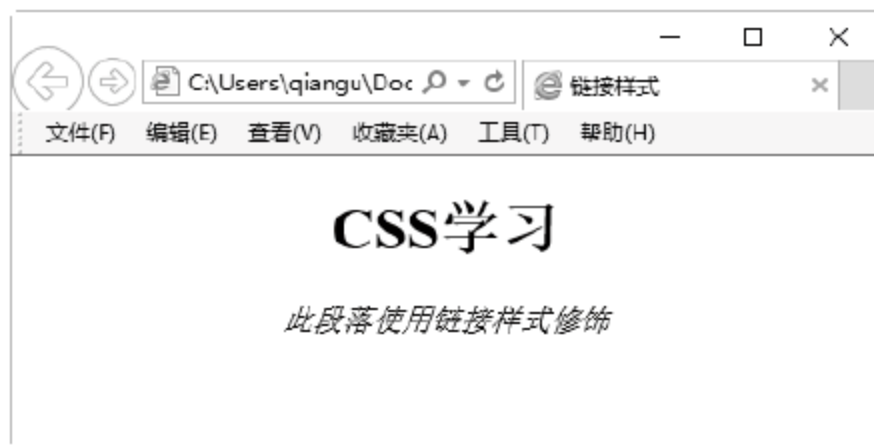 C:\Users\qiangu\Doc
链接样式
文件(F) 编辑(E) 查看(V) 收藏夹(A) 工具(T) 帮助(H)
CSS学习
此段落使用链接样式修饰